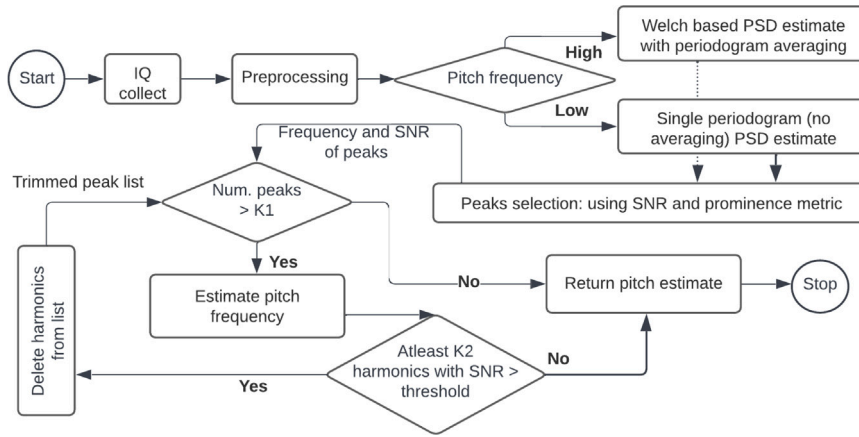 Start
IQ
collect
Preprocessing
Pitch frequency
High
Welch based PSD estimate
with periodogram averaging
Low
Single periodogram (no
averaging) PSD estimate
Peaks selection: using SNR and prominence metric
Frequency and SNR
of peaks
Trimmed peak list
Num. peaks
> K1
Yes
No
Estimate pitch
frequency
Return pitch estimate
Stop
Atleast K2
harmonics with SNR >
threshold
No
Yes
Delete harmonics
from list